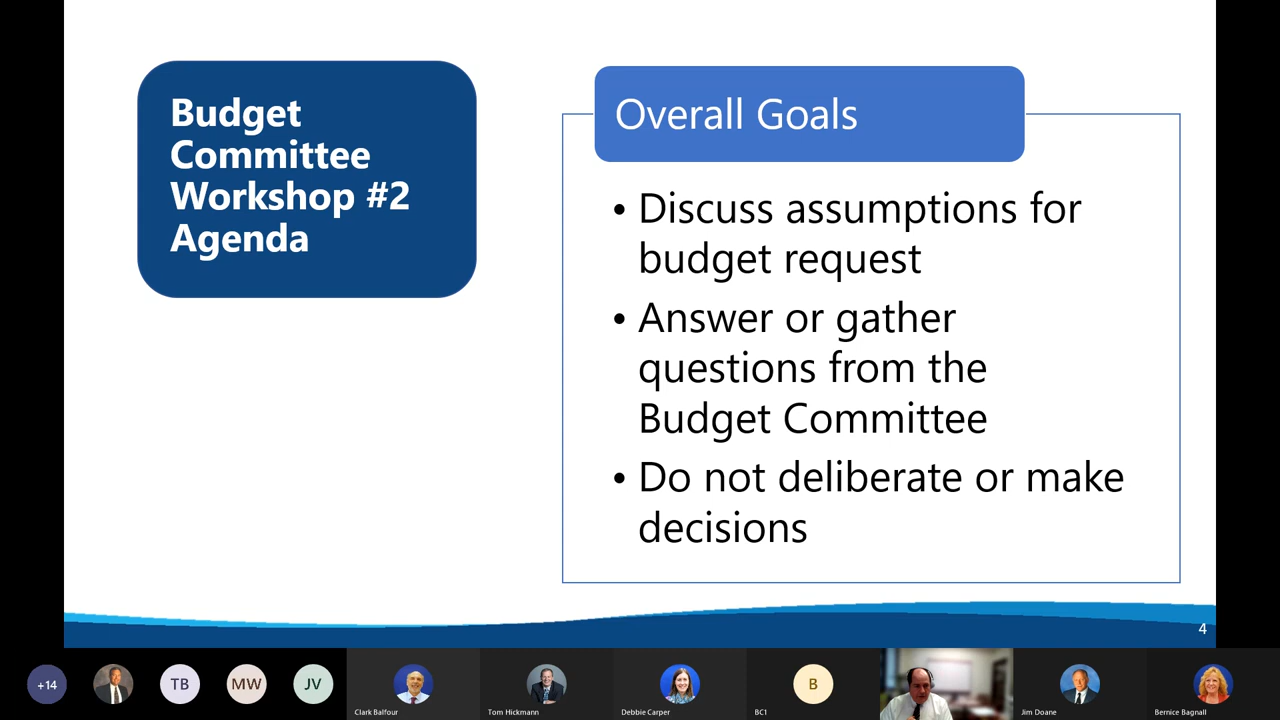 Budget
Committee
Workshop #2
Agenda
Overall Goals
• Discuss assumptions for
budget request
• Answer or gather
questions from the
Budget Committee
• Do not deliberate or make
decisions
4
+14
TB
MW
JV
B
Clark Balfour
Tom Hickmann
Debbie Carper
BC1
Jim Doane
Bernice Bagnall